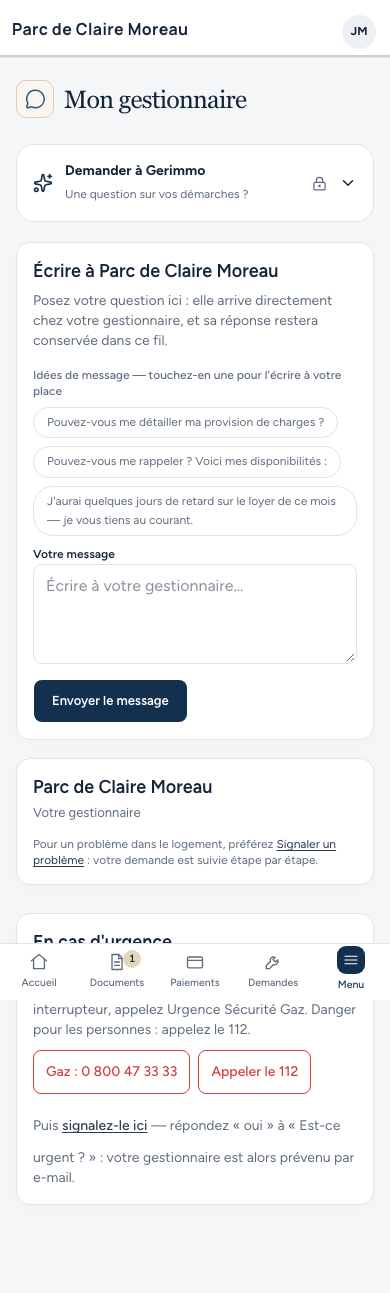 Parc de Claire Moreau
JM
Mon gestionnaire
Demander à Gerimmo
Une question sur vos démarches ?
Écrire à Parc de Claire Moreau
Posez votre question ici : elle arrive directement
chez votre gestionnaire, et sa réponse restera
conservée dans ce fil.
Idées de message — touchez-en une pour l'écrire à votre
place
Pouvez-vous me détailler ma provision de charges ?
Pouvez-vous me rappeler ? Voici mes disponibilités :
J'aurai quelques jours de retard sur le loyer de ce mois
— je vous tiens au courant.
Votre message
Écrire à votre gestionnaire...
Envoyer le message
Parc de Claire Moreau
Votre gestionnaire
Pour un problème dans le logement, préférez Signaler un
problème : votre demande est suivie étape par étape.
En cas d'urgence
1
Accueil
Documents
Paiements
Demandes
Menu
interrupteur, appelez Urgence Sécurité Gaz. Danger
pour les personnes : appelez le 112.
Gaz : 0 800 47 33 33
Appeler le 112
Puis signalez-le ici — répondez « oui » à « Est-ce
urgent ? » : votre gestionnaire est alors prévenu par
e-mail.